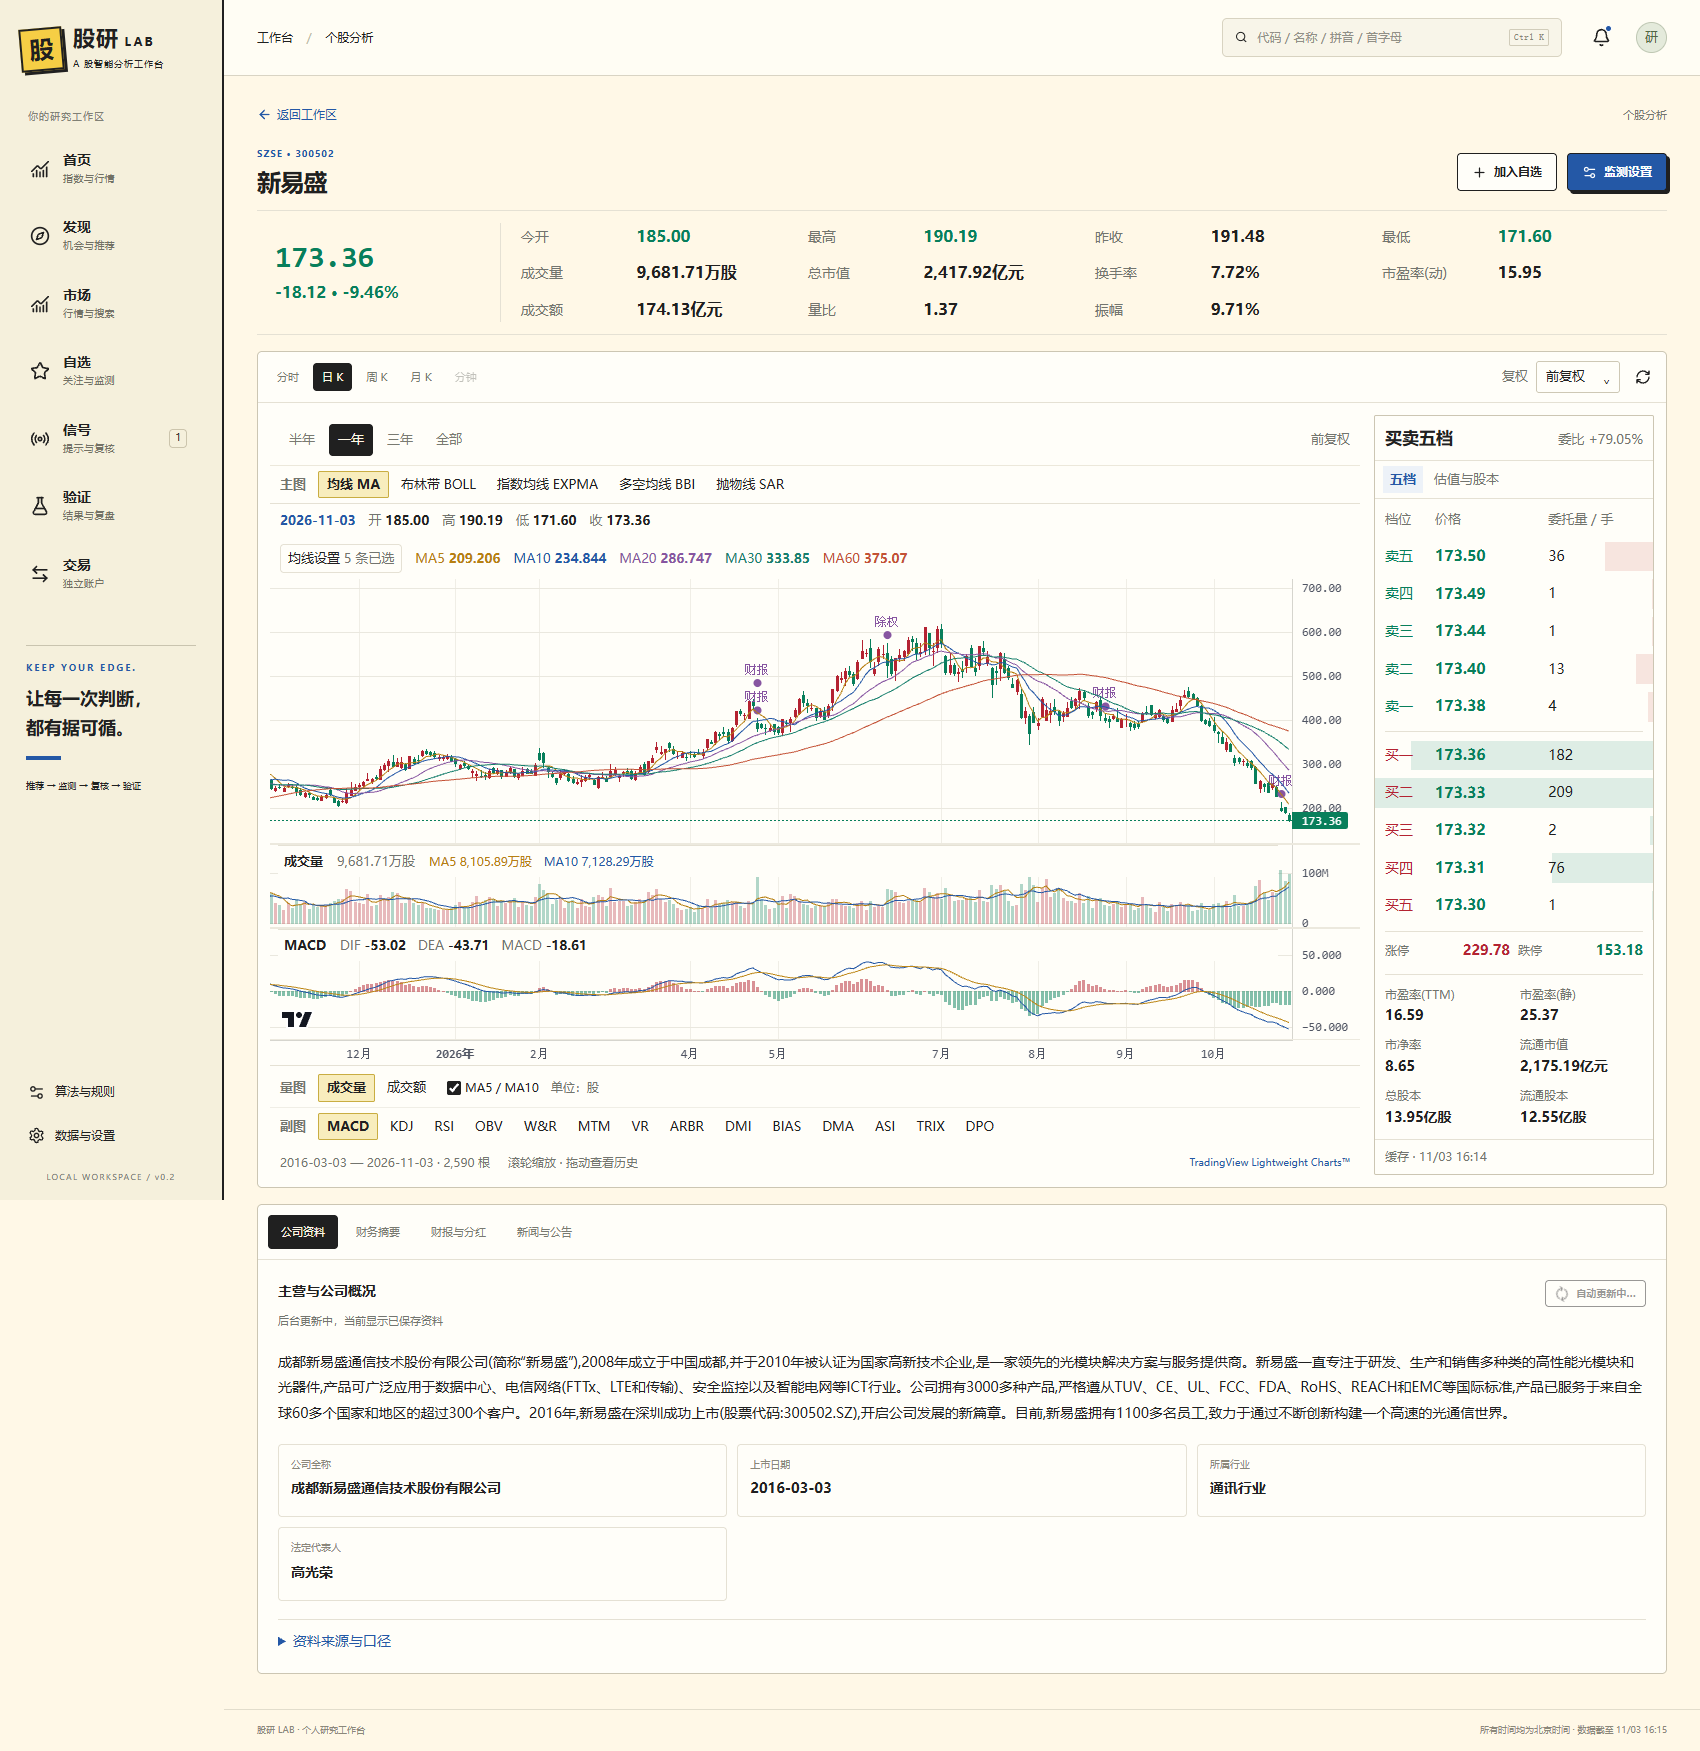 股 股研 LAB
A 股智能分析工作台
你的研究工作区
首页
指数与行情
发现
机会与推荐
市场
行情与搜索
自选
关注与监测
信号
提示与复核
1
验证
结果与复盘
交易
独立账户
KEEP YOUR EDGE.
让每一次判断,
都有据可循。
推荐 → 监测 → 复核 → 验证
算法与规则
数据与设置
LOCAL WORKSPACE / v0.2
工作台 / 个股分析
代码 / 名称 / 拼音 / 首字母 Ctrl K
研
← 返回工作区
个股分析
SZSE • 300502
新易盛
+ 加入自选
监测设置
173.36
-18.12 • -9.46%
今开 185.00 最高 190.19 昨收 191.48 最低 171.60
成交量 9,681.71万股 总市值 2,417.92亿元 换手率 7.72% 市盈率(动) 15.95
成交额 174.13亿元 量比 1.37 振幅 9.71%
分时 日 K 周 K 月 K 分钟
复权 前复权
半年 一年 三年 全部 前复权
主图 均线 MA 布林带 BOLL 指数均线 EXPMA 多空均线 BBI 抛物线 SAR
2026-11-03 开 185.00 高 190.19 低 171.60 收 173.36
均线设置 5 条已选 MA5 209.206 MA10 234.844 MA20 286.747 MA30 333.85 MA60 375.07
700.00
600.00
500.00
400.00
300.00
200.00
173.36
除权
财报
财报
财报
财报
成交量 9,681.71万股 MA5 8,105.89万股 MA10 7,128.29万股
100M
0
MACD DIF -53.02 DEA -43.71 MACD -18.61
50.000
0.000
-50.000
12月 2026年 2月 4月 5月 7月 8月 9月 10月
量图 成交量 成交额 MA5 / MA10 单位: 股
副图 MACD KDJ RSI OBV W&R MTM VR ARBR DMI BIAS DMA ASI TRIX DPO
2016-03-03 — 2026-11-03 · 2,590 根 滚轮缩放 · 拖动查看历史
TradingView Lightweight Charts™
买卖五档 委比 +79.05%
五档 估值与股本
档位 价格 委托量 / 手
卖五 173.50 36
卖四 173.49 1
卖三 173.44 1
卖二 173.40 13
卖一 173.38 4
买一 173.36 182
买二 173.33 209
买三 173.32 2
买四 173.31 76
买五 173.30 1
涨停 229.78 跌停 153.18
市盈率(TTM) 市盈率(静)
16.59 25.37
市净率 流通市值
8.65 2,175.19亿元
总股本 流通股本
13.95亿股 12.55亿股
缓存 · 11/03 16:14
公司资料 财务摘要 财报与分红 新闻与公告
主营与公司概况
自动更新中...
后台更新中, 当前显示已保存资料
成都新易盛通信技术股份有限公司(简称“新易盛”),2008年成立于中国成都,并于2010年被认证为国家高新技术企业,是一家领先的光模块解决方案与服务提供商。新易盛一直专注于研发、生产和销售多种类的高性能光模块和
光器件,产品可广泛应用于数据中心、电信网络(FTTx、LTE和传输)、安全监控以及智能电网等ICT行业。公司拥有3000多种产品,严格遵从TUV、CE、UL、FCC、FDA、RoHS、REACH和EMC等国际标准,产品已服务于来自全
球60多个国家和地区的超过300个客户。2016年,新易盛在深圳成功上市(股票代码:300502.SZ),开启公司发展的新篇章。目前,新易盛拥有1100多名员工,致力于通过不断创新构建一个高速的光通信世界。
公司全称
成都新易盛通信技术股份有限公司
上市日期
2016-03-03
所属行业
通讯行业
法定代表人
高光荣
资料来源与口径
股研 LAB · 个人研究工作台
所有时间均为北京时间 · 数据截至 11/03 16:15